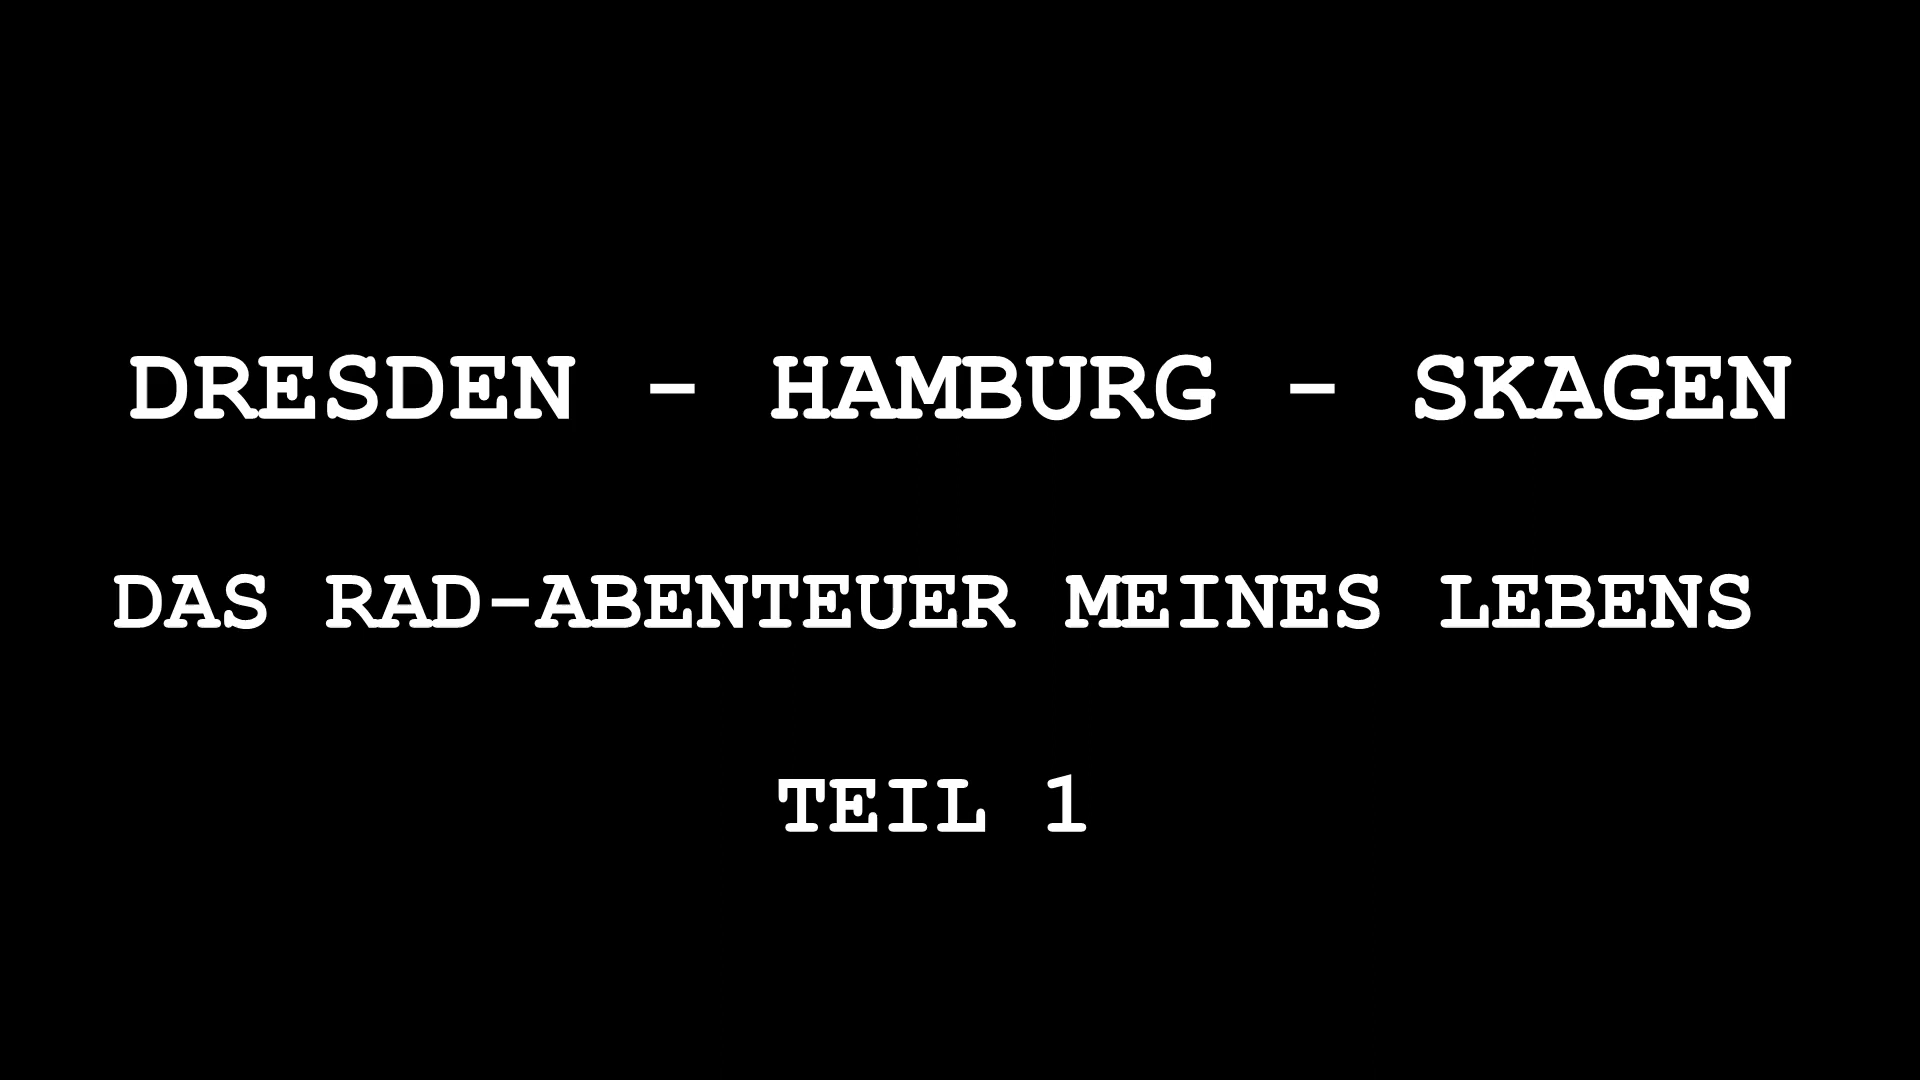 DRESDEN - HAMBURG - SKAGEN
DAS RAD-ABENTEUER MEINES LEBENS
TEIL 1